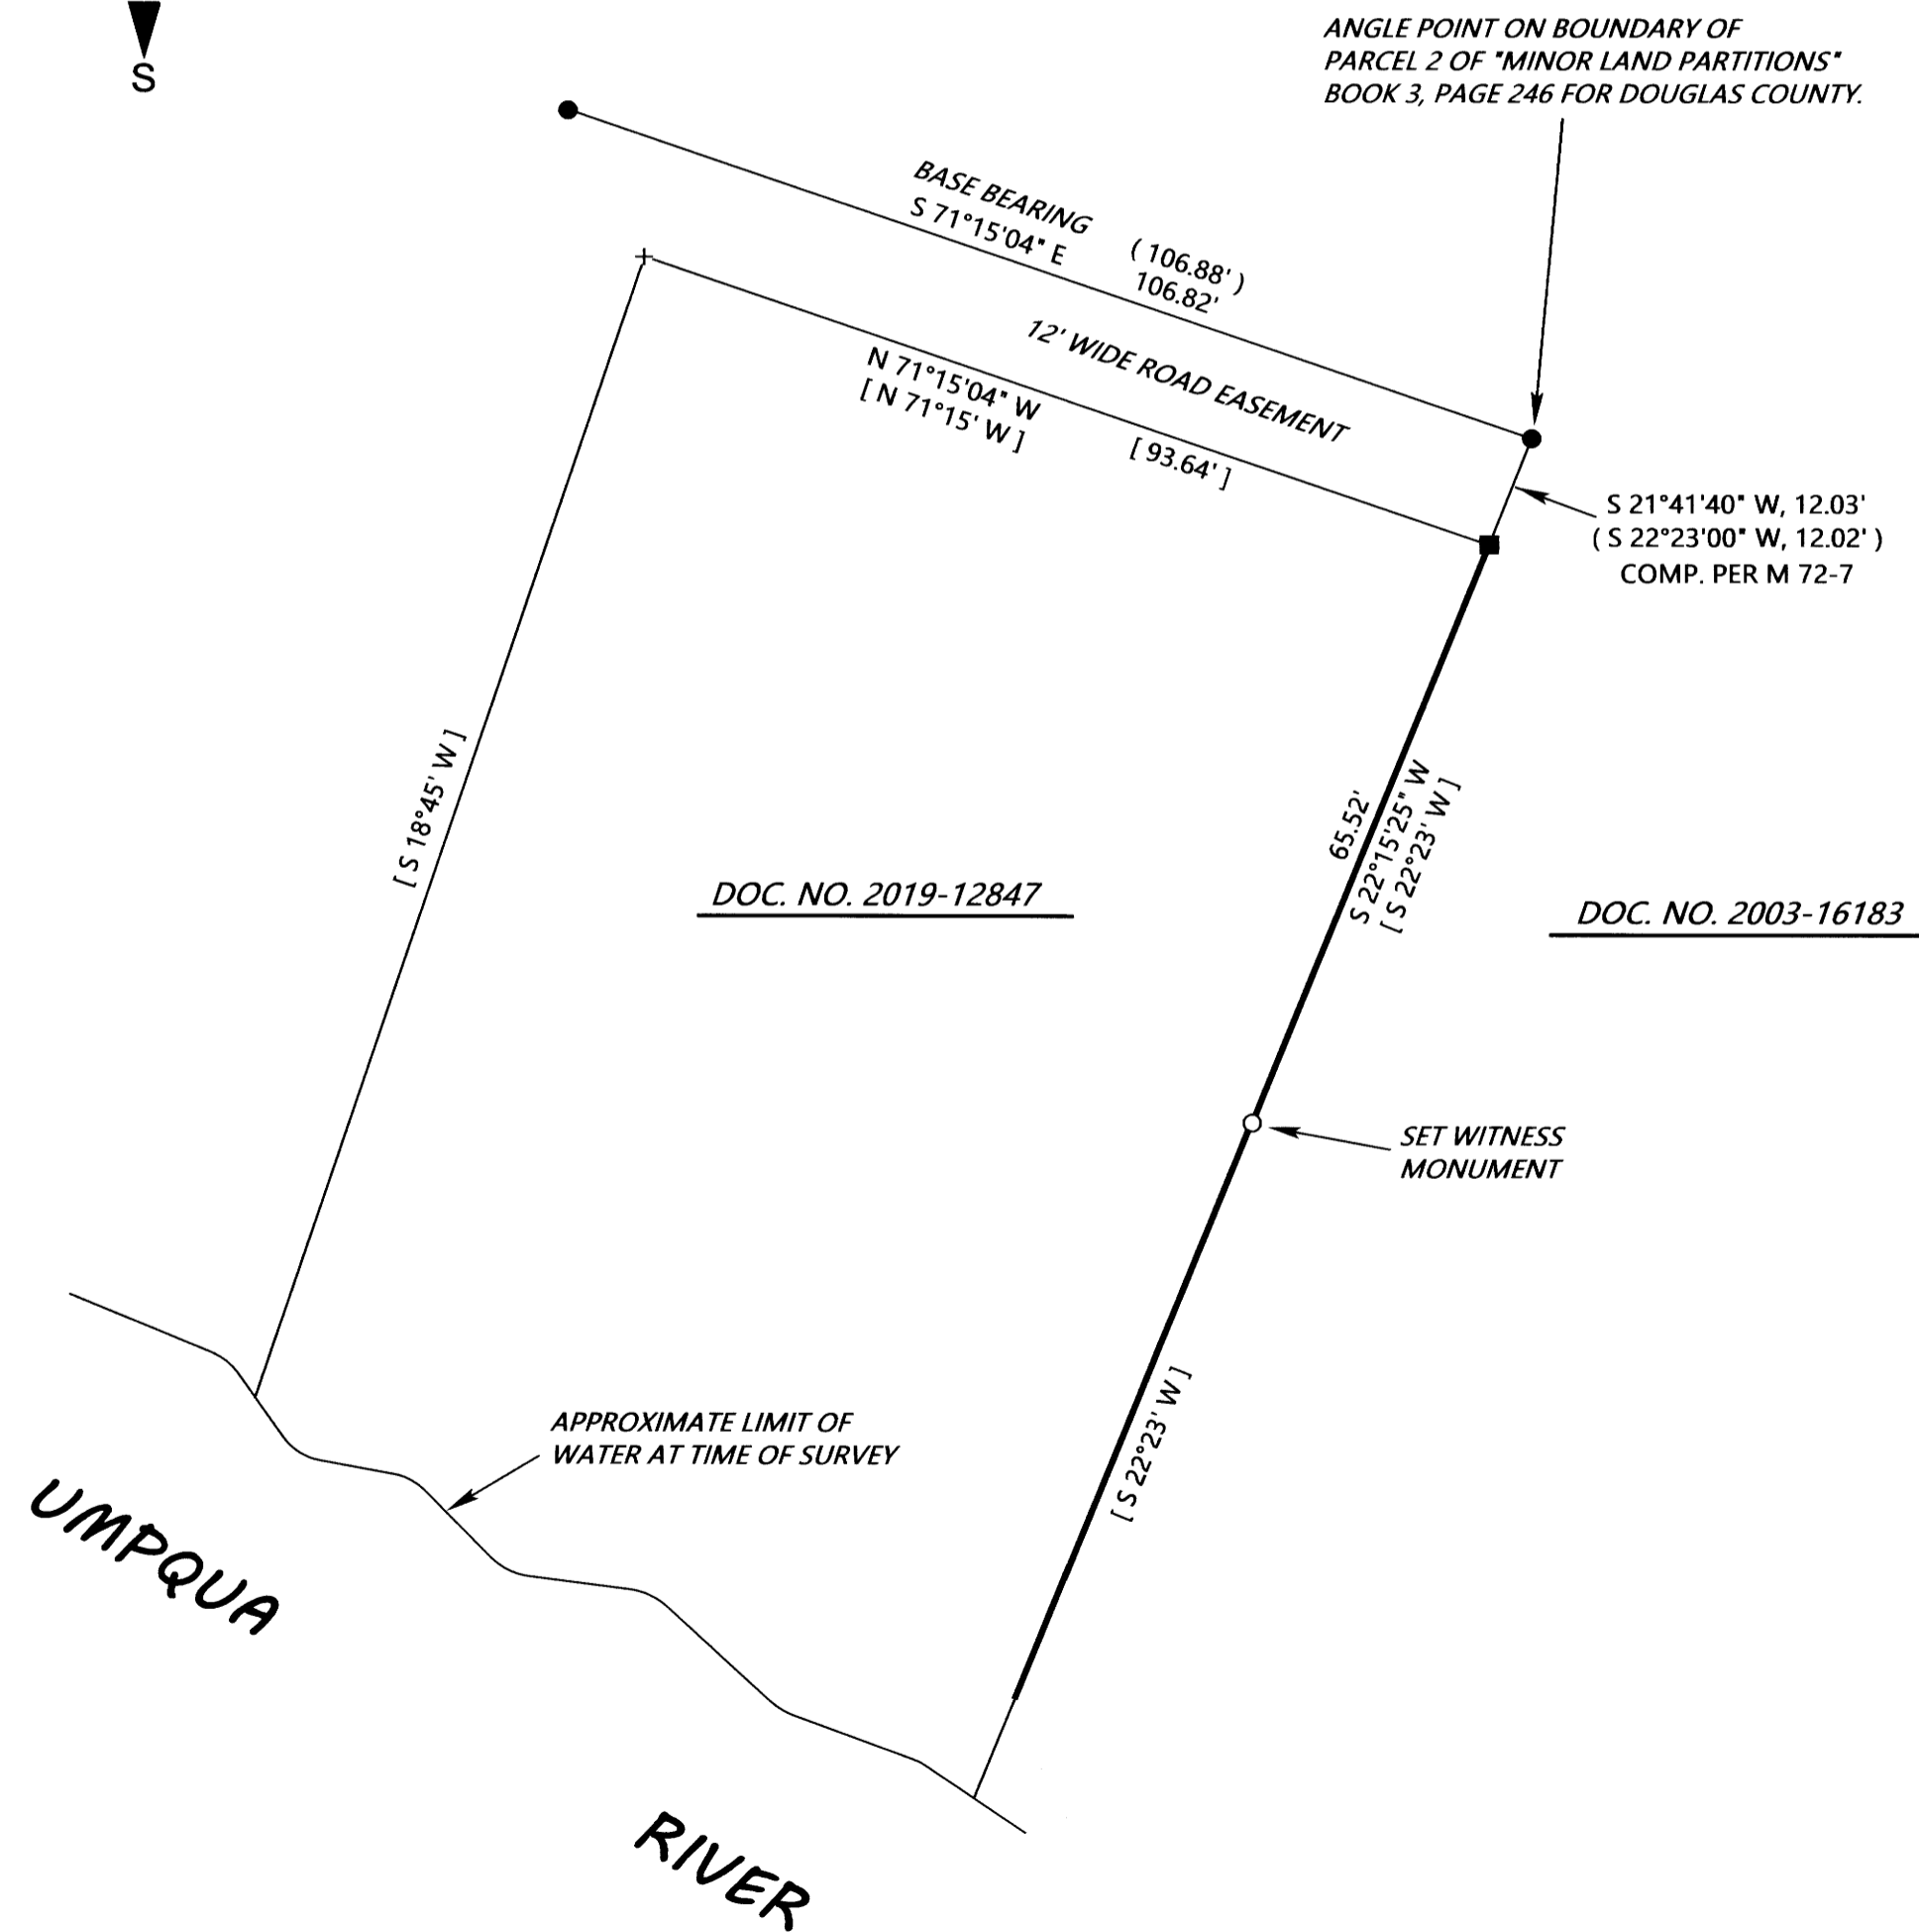 S
ANGLE POINT ON BOUNDARY OF
PARCEL 2 OF "MINOR LAND PARTITIONS"
BOOK 3, PAGE 246 FOR DOUGLAS COUNTY.
BASE BEARING
S 71°15'04" E
( 106.88' )
106.82'
12' WIDE ROAD EASEMENT
N 71°15'04" W
[ N 71°15' W ]
[ 93.64' ]
S 21°41'40" W, 12.03'
( S 22°23'00" W, 12.02' )
COMP. PER M 72-7
[ S 18°45' W ]
65.52'
S 22°15'25" W
[ S 22°23' W ]
DOC. NO. 2019-12847
DOC. NO. 2003-16183
SET WITNESS
MONUMENT
[ S 22°23' W ]
APPROXIMATE LIMIT OF
WATER AT TIME OF SURVEY
UMPQUA
RIVER